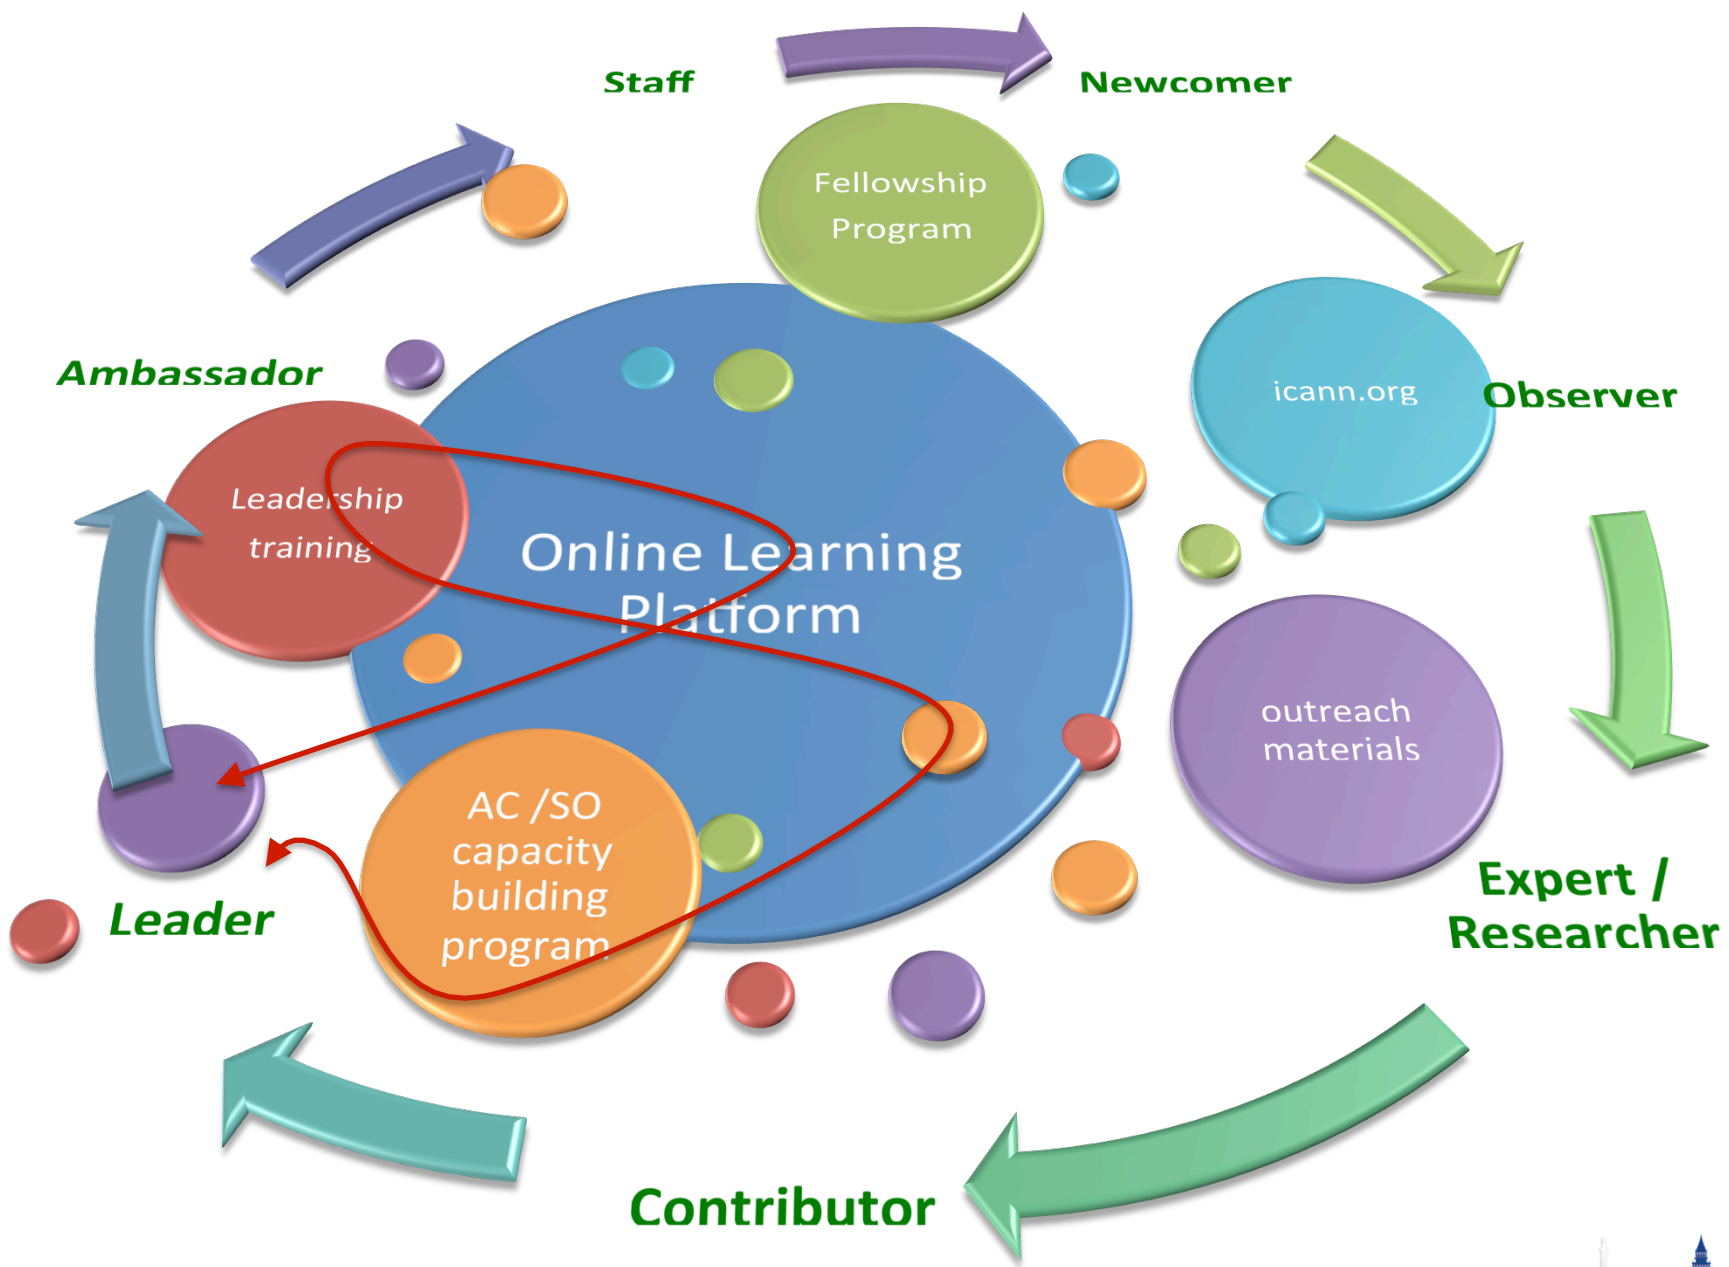 Staff
Newcomer
Fellowship
Program
Ambassador
icann.org
Observer
Leadership
training
Online Learning
Platform
outreach
materials
AC /SO
capacity
building
program
Expert /
Researcher
Leader
Contributor